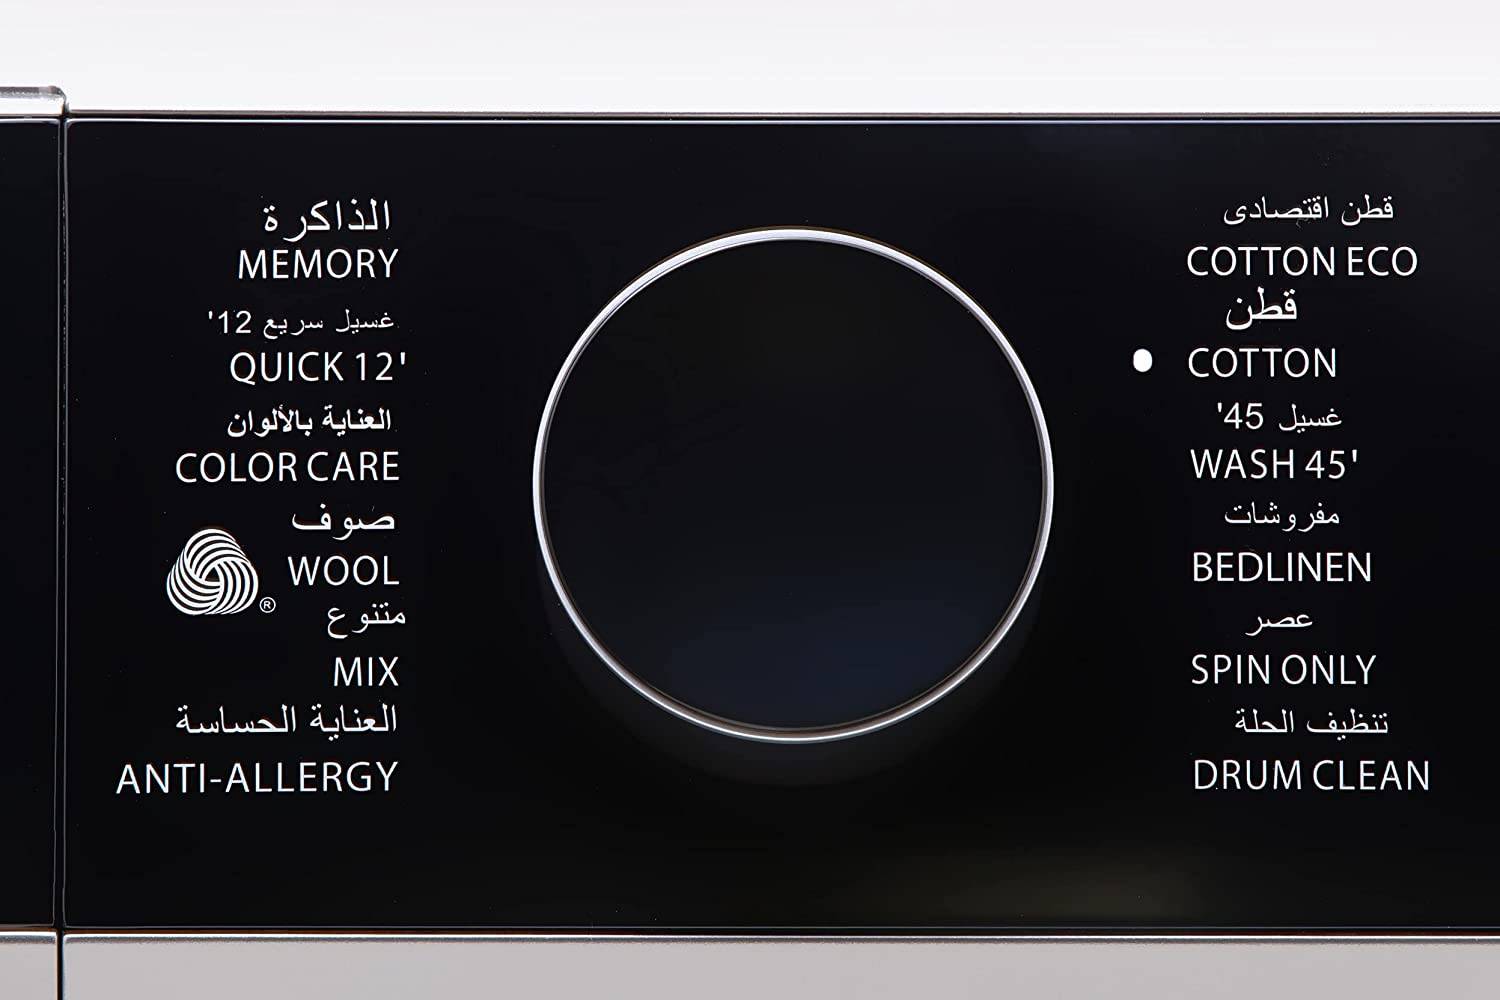 الذاكرة
MEMORY
غسيل سريع 12'
QUICK 12'
العناية بالألوان
COLOR CARE
صوف
WOOL
®
متنوع
MIX
العناية الحساسة
ANTI-ALLERGY
قطن اقتصادى
COTTON ECO
قطن
COTTON
غسيل 45'
WASH 45'
مفروشات
BEDLINEN
عصر
SPIN ONLY
تنظيف الحلة
DRUM CLEAN